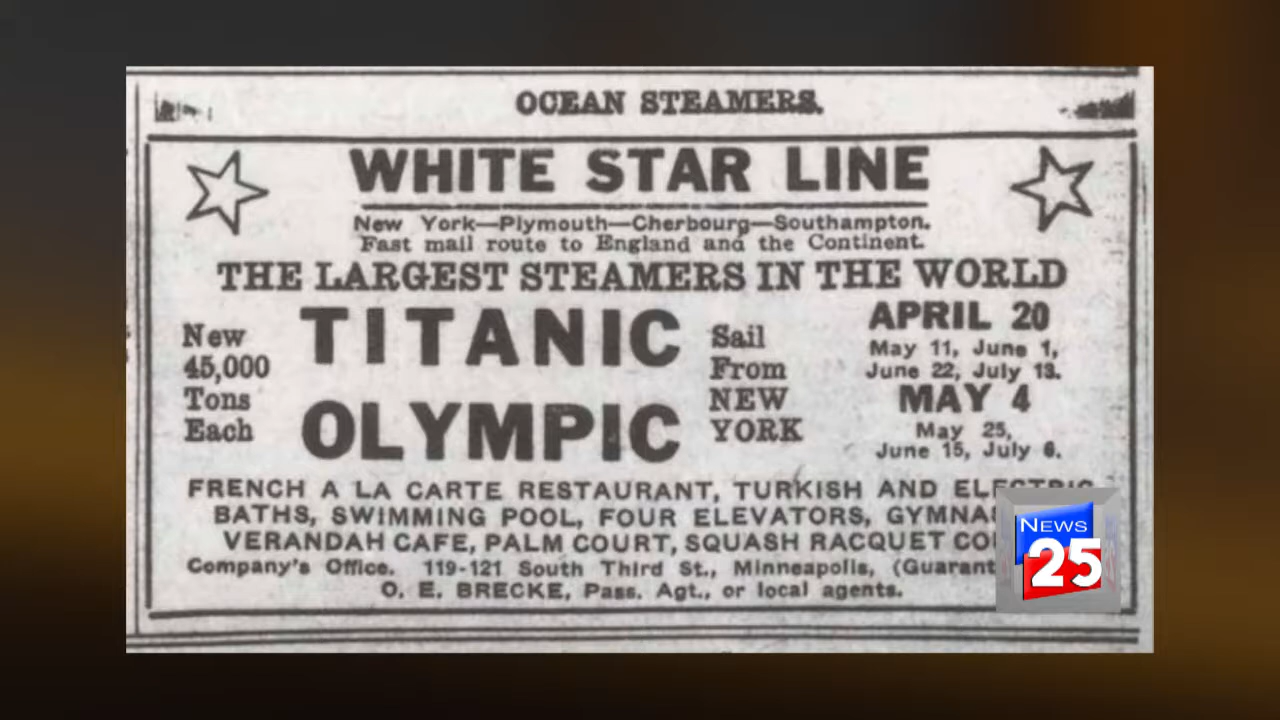 OCEAN STEAMERS.
WHITE STAR LINE
New York—Plymouth—Cherbourg—Southampton.
Fast mail route to England and the Continent.
THE LARGEST STEAMERS IN THE WORLD
New
45,000
Tons
Each
TITANIC
OLYMPIC
Sail
From
NEW
YORK
APRIL 20
May 11, June 1,
June 22, July 13.
MAY 4
May 25,
June 15, July 6.
FRENCH A LA CARTE RESTAURANT, TURKISH AND ELECTRIC
BATHS, SWIMMING POOL, FOUR ELEVATORS,
VERANDAH CAFE, PALM COURT, SQUASH RACQUET
Company's Office. 119-121 South Third St., Minneapolis,
O. E. BRECKE, Pass. Agt., or local agents.
NEWS
25